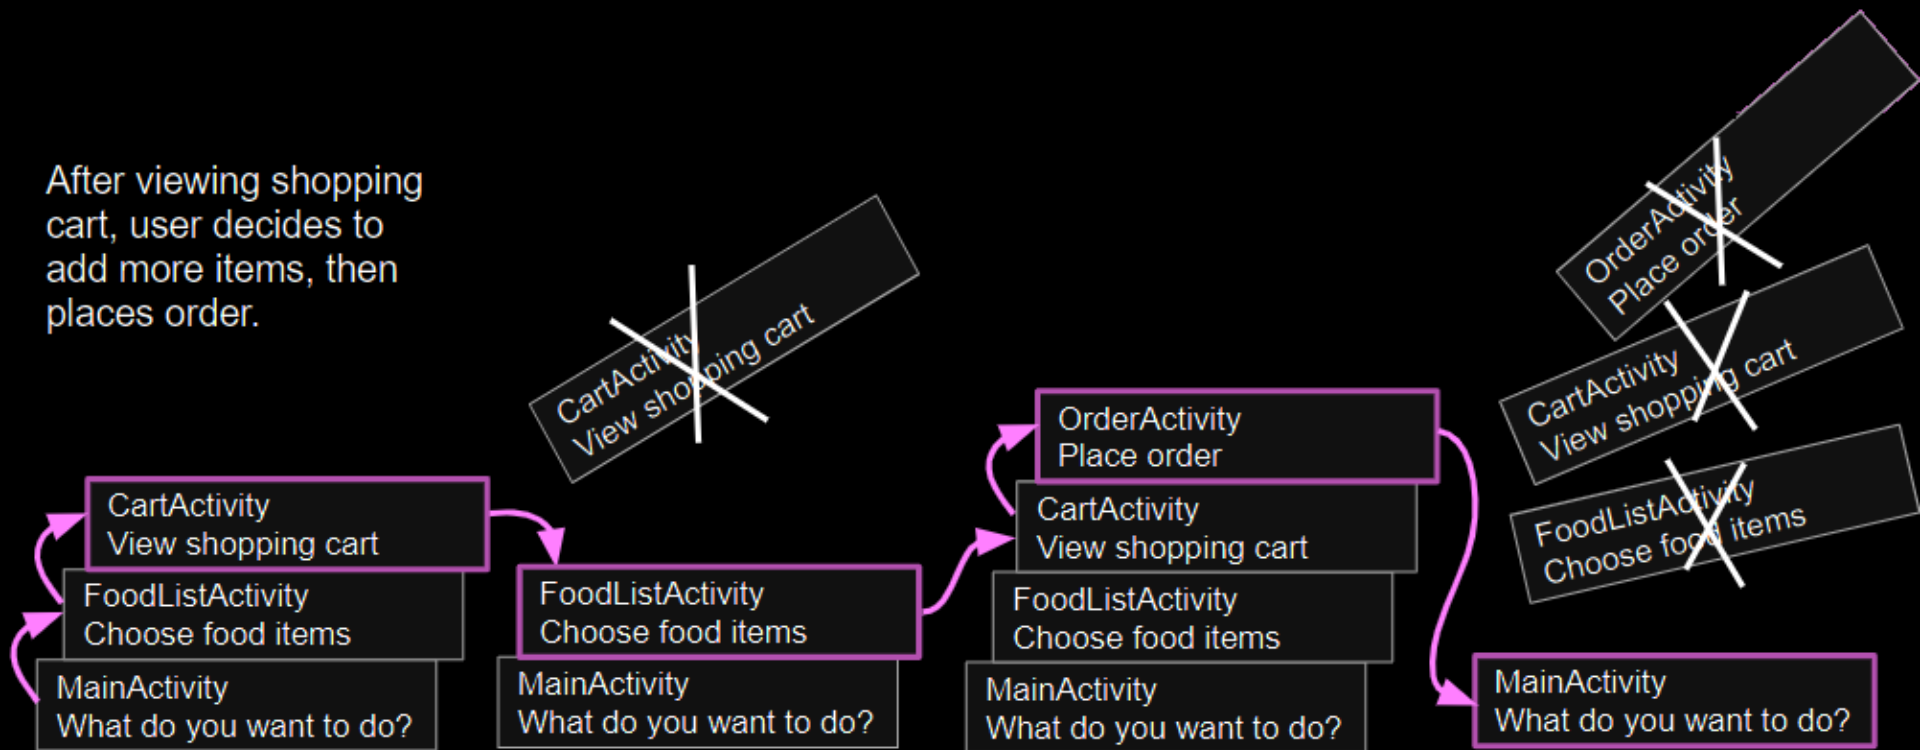 After viewing shopping
cart, user decides to
add more items, then
places order.
CartActivity
View shopping cart
FoodListActivity
Choose food items
MainActivity
What do you want to do?
CartActivity
View shopping cart
FoodListActivity
Choose food items
MainActivity
What do you want to do?
OrderActivity
Place order
CartActivity
View shopping cart
FoodListActivity
Choose food items
MainActivity
What do you want to do?
OrderActivity
Place order
CartActivity
View shopping cart
FoodListActivity
Choose food items
MainActivity
What do you want to do?